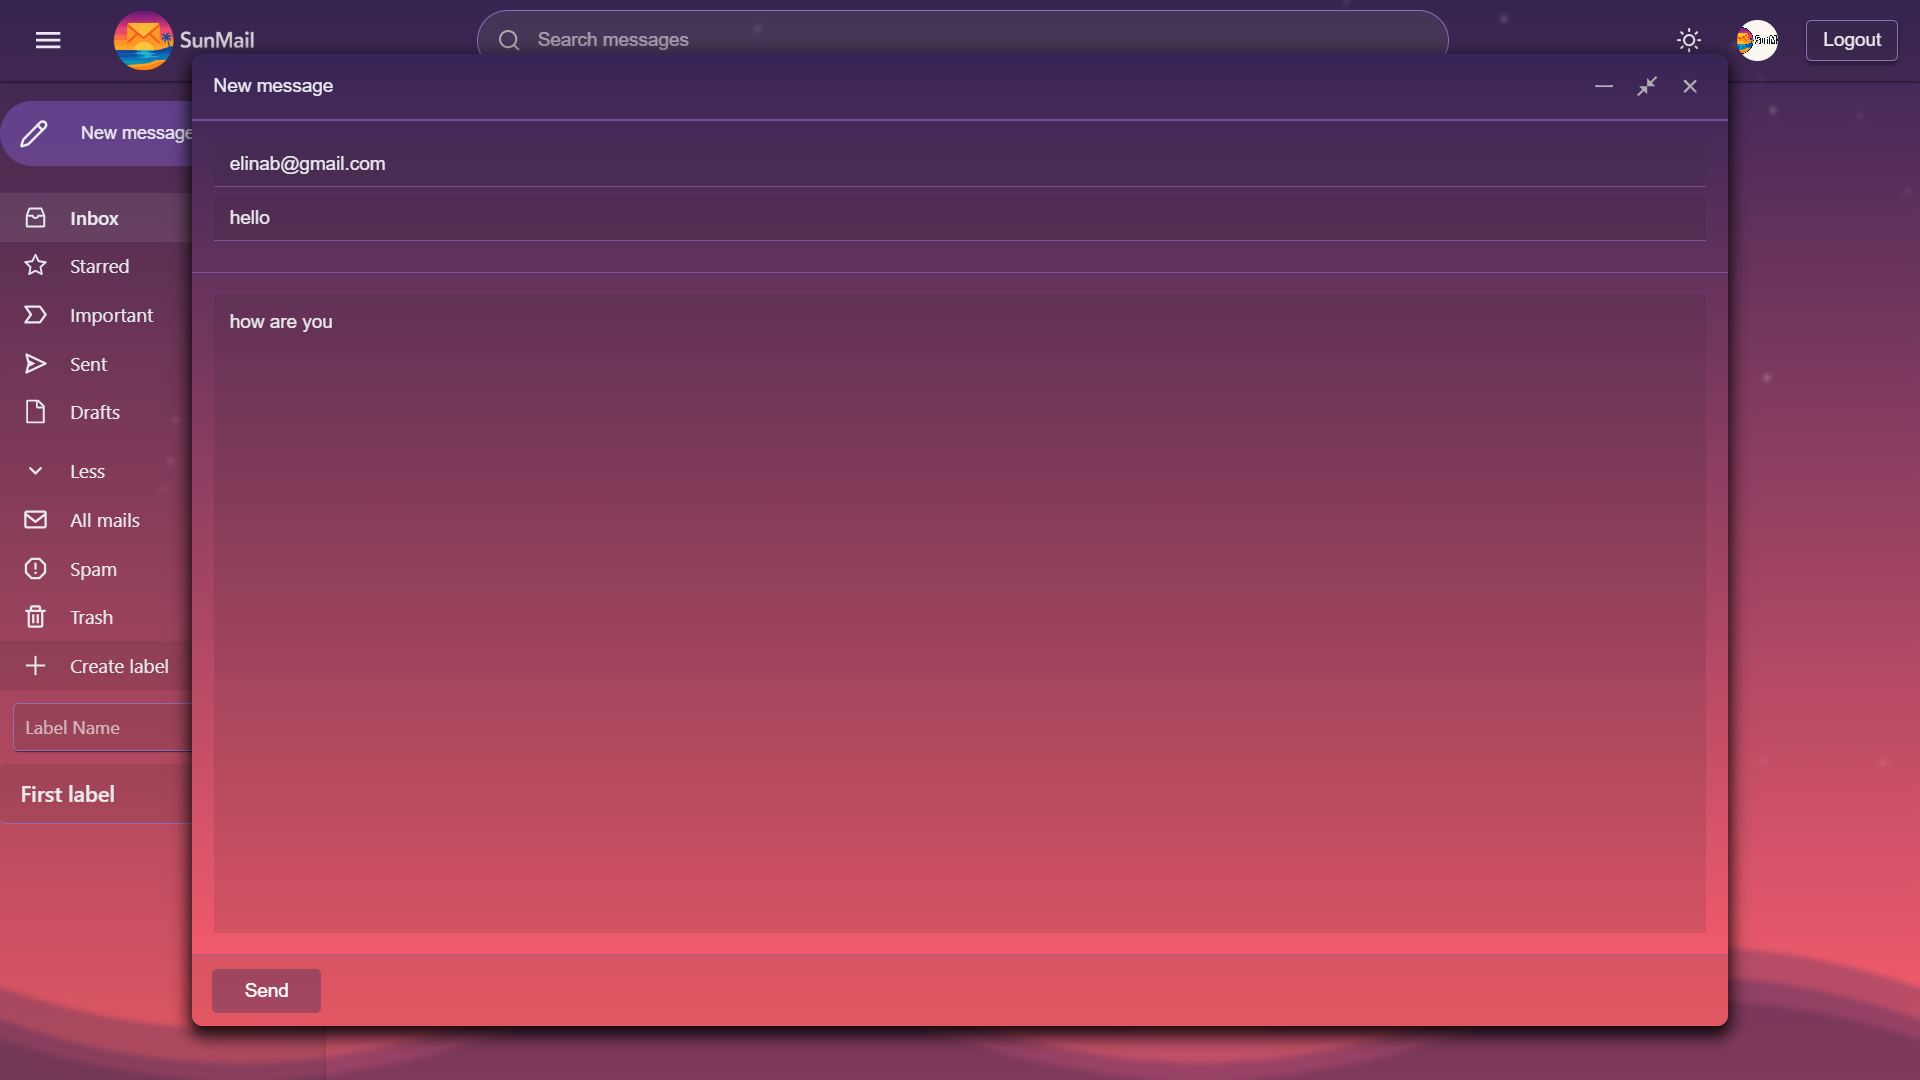 SunMail
Search messages
SunM
Logout
New message
New message
elinab@gmail.com
hello
how are you
Inbox
Starred
Important
Sent
Drafts
Less
All mails
Spam
Trash
Create label
Label Name
First label
Send